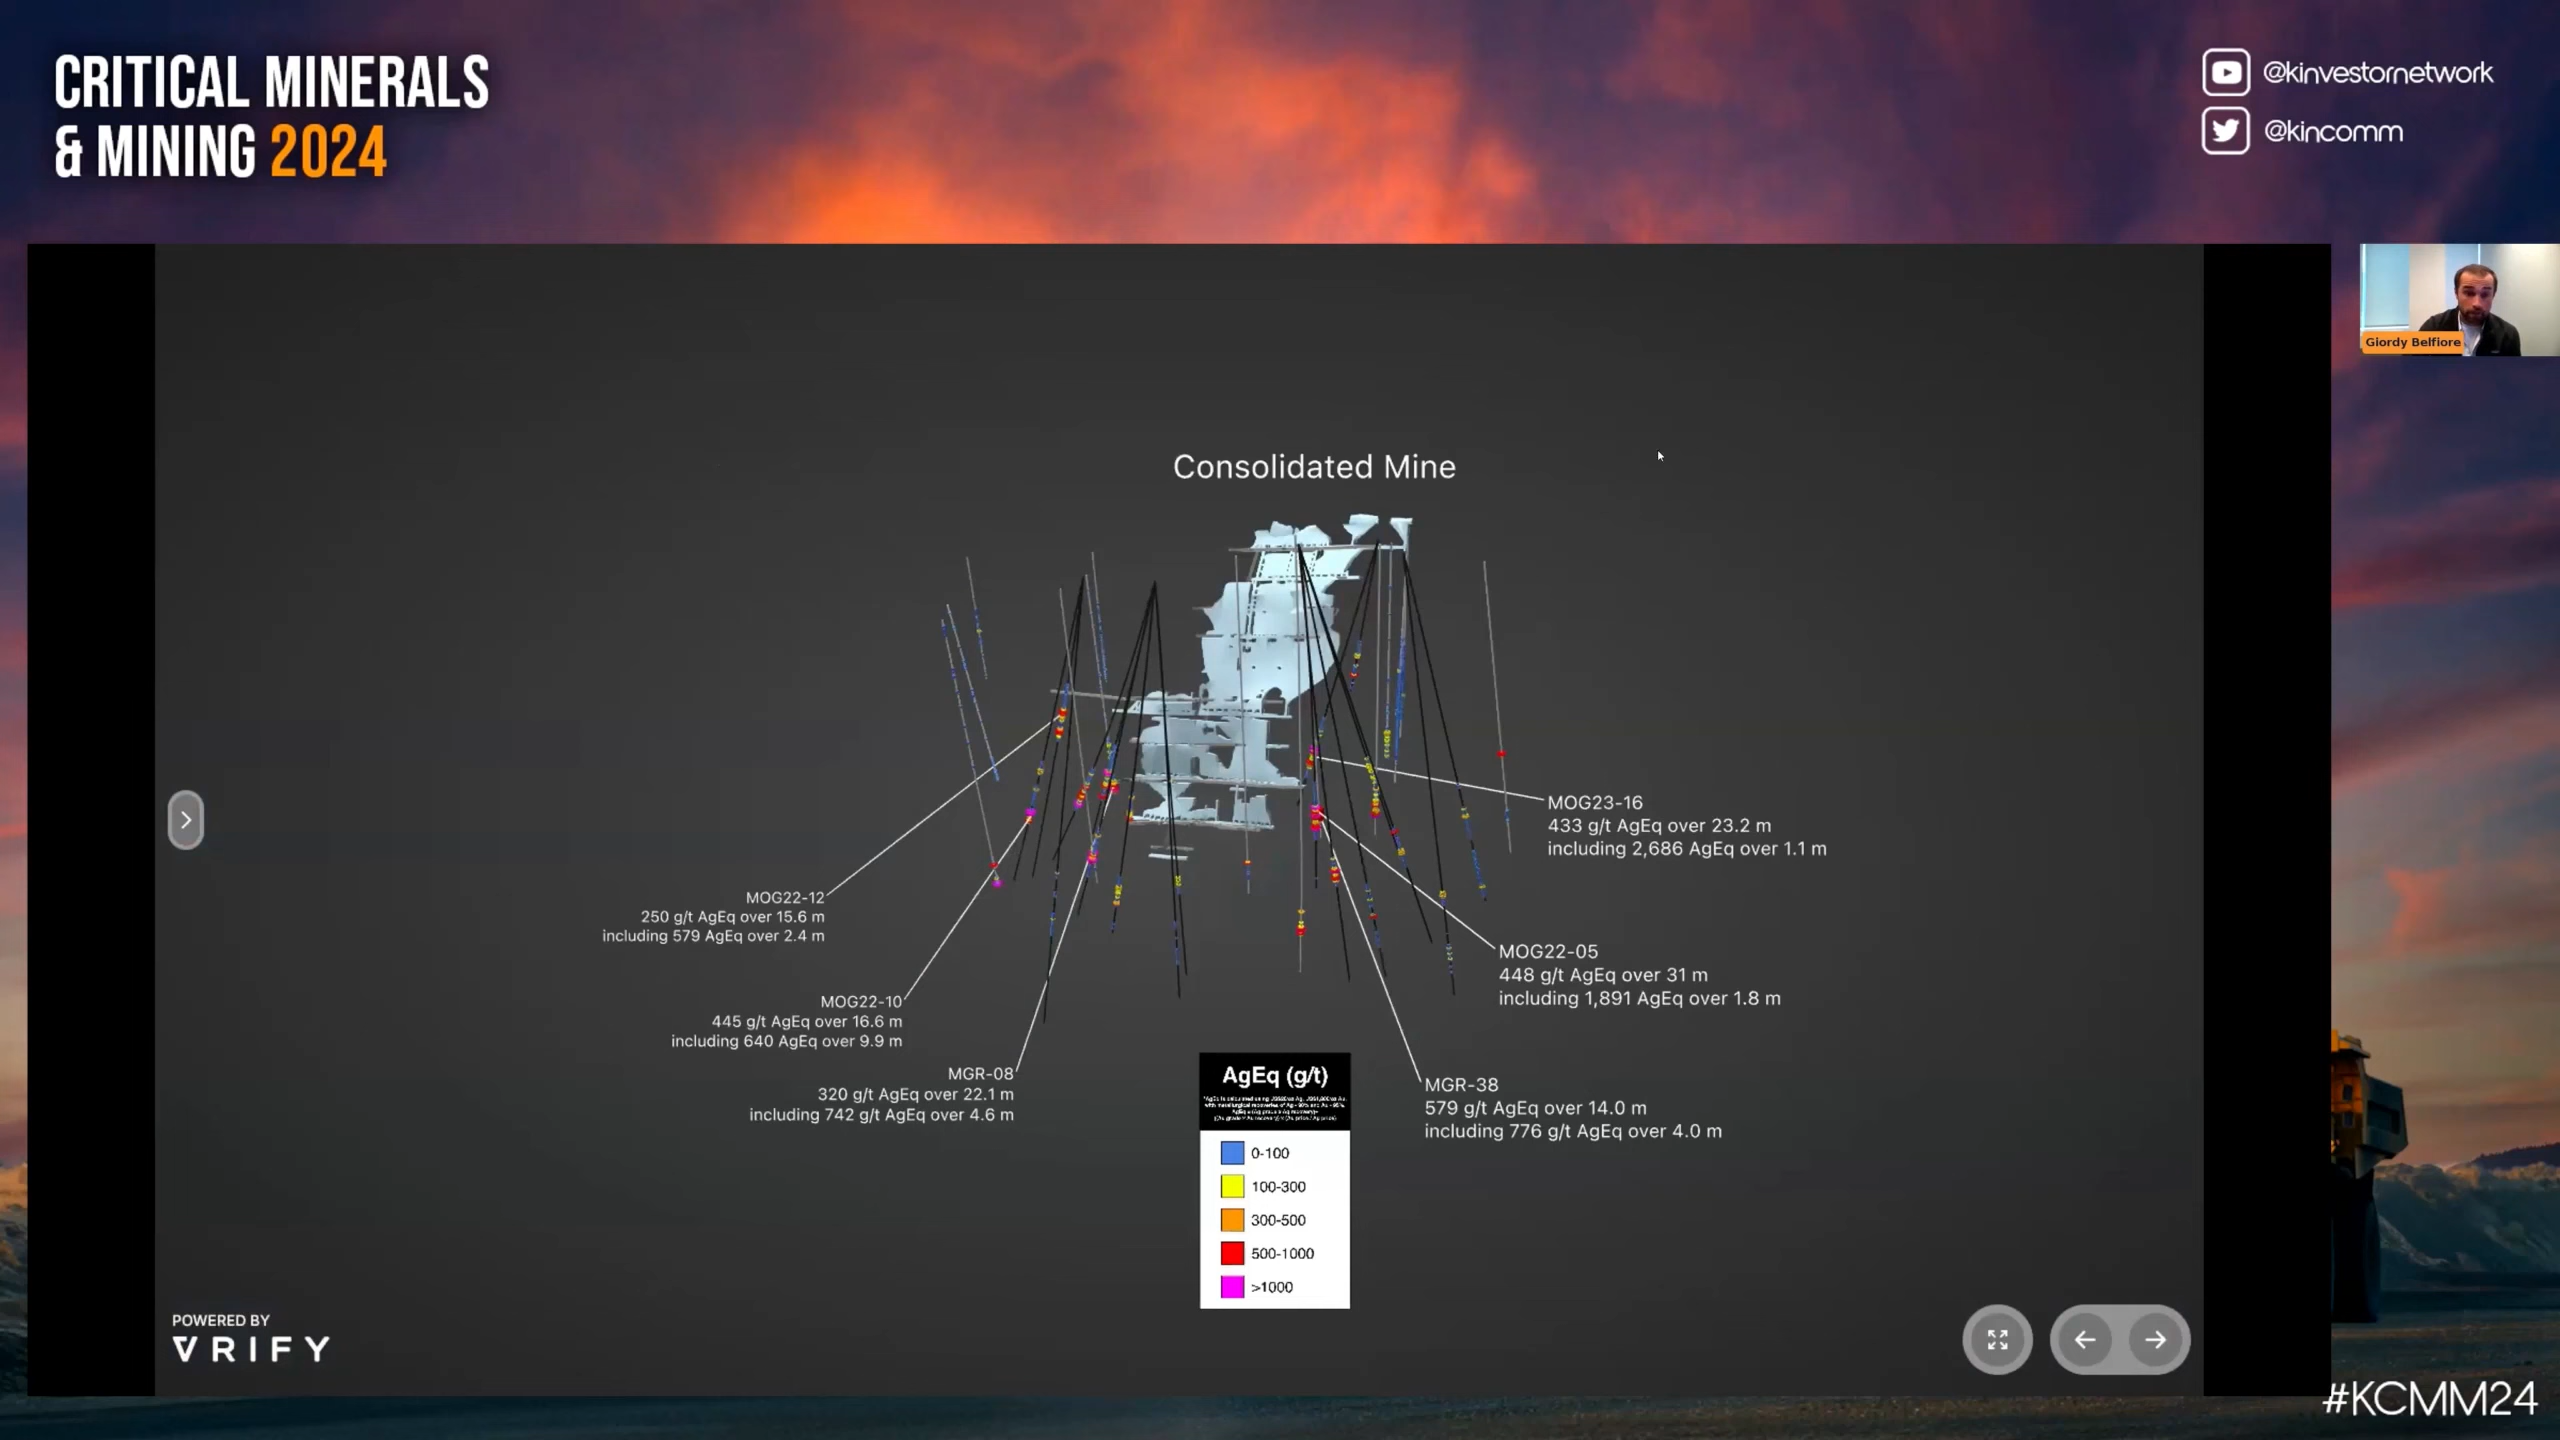 CRITICAL MINERALS
& MINING 2024
@kinvestornetwork
@kincomm
Giordy Belfiore
Consolidated Mine
MOG23-16
433 g/t AgEq over 23.2 m
including 2,686 AgEq over 1.1 m
MOG22-12
250 g/t AgEq over 15.6 m
including 579 AgEq over 2.4 m
MOG22-05
448 g/t AgEq over 31 m
including 1,891 AgEq over 1.8 m
MOG22-10
445 g/t AgEq over 16.6 m
including 640 AgEq over 9.9 m
MGR-08
320 g/t AgEq over 22.1 m
including 742 g/t AgEq over 4.6 m
MGR-38
579 g/t AgEq over 14.0 m
including 776 g/t AgEq over 4.0 m
AgEq (g/t)
0-100
100-300
300-500
500-1000
>1000
POWERED BY
VRIFY
#KCMM24